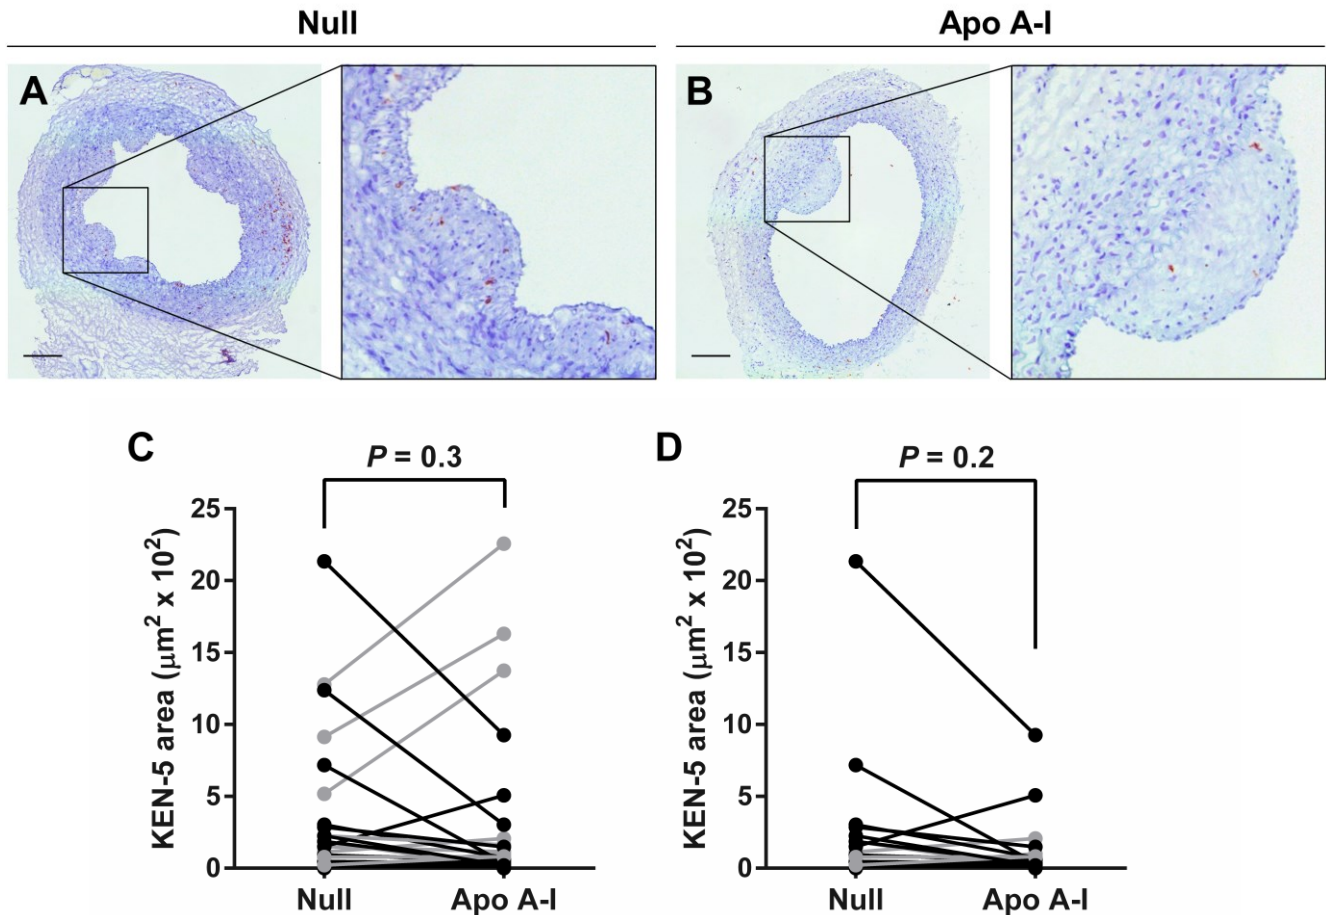 Null
Apo A-I
A
B
C
D
P = 0.3
P = 0.2
KEN-5 area (μm² x 10²)
25
20
15
10
5
0
Null
Apo A-I
KEN-5 area (μm² x 10²)
25
20
15
10
5
0
Null
Apo A-I